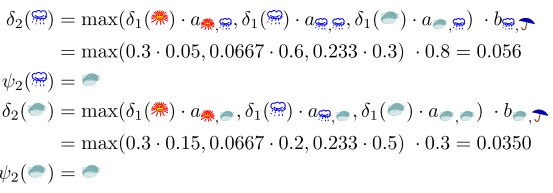 δ₂(🌧) = max(δ₁(☀) · a☀,🌧, δ₁(🌧) · a🌧,🌧, δ₁(☁) · a☁,🌧) · b🌧,☂
= max(0.3 · 0.05, 0.0667 · 0.6, 0.233 · 0.3) · 0.8 = 0.056
ψ₂(🌧) = ☁
δ₂(☁) = max(δ₁(☀) · a☀,☁, δ₁(🌧) · a🌧,☁, δ₁(☁) · a☁,☁) · b☁,☂
= max(0.3 · 0.15, 0.0667 · 0.2, 0.233 · 0.5) · 0.3 = 0.0350
ψ₂(☁) = ☁